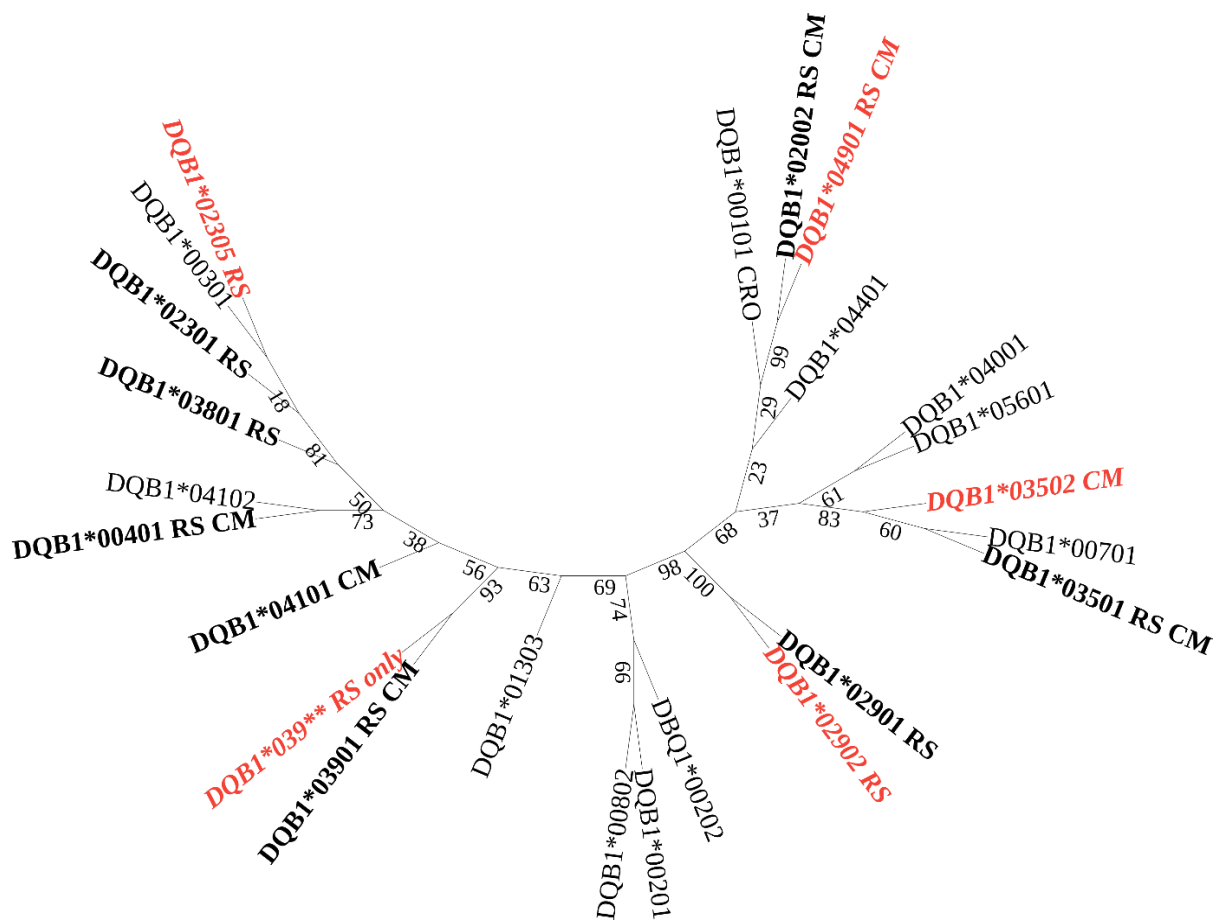 DQB1*02002 RS CM
DQB1*04901 RS CM
DQB1*00101 CRO
DQB1*04401
99
29
23
DQB1*02305 RS
DQB1*00301
DQB1*02301 RS
18
DQB1*03801 RS
81
DQB1*04102
50
73
DQB1*00401 RS CM
38
DQB1*04101 CM
56
93
DQB1*039** RS only
DQB1*03901 RS CM
63
DQB1*01303
69
74
66
DQB1*00802
DQB1*00201
DBQ1*00202
98
100
DQB1*02901 RS
DQB1*02902 RS
68
37
61
83
DQB1*04001
DQB1*05601
DQB1*03502 CM
60
DQB1*00701
DQB1*03501 RS CM